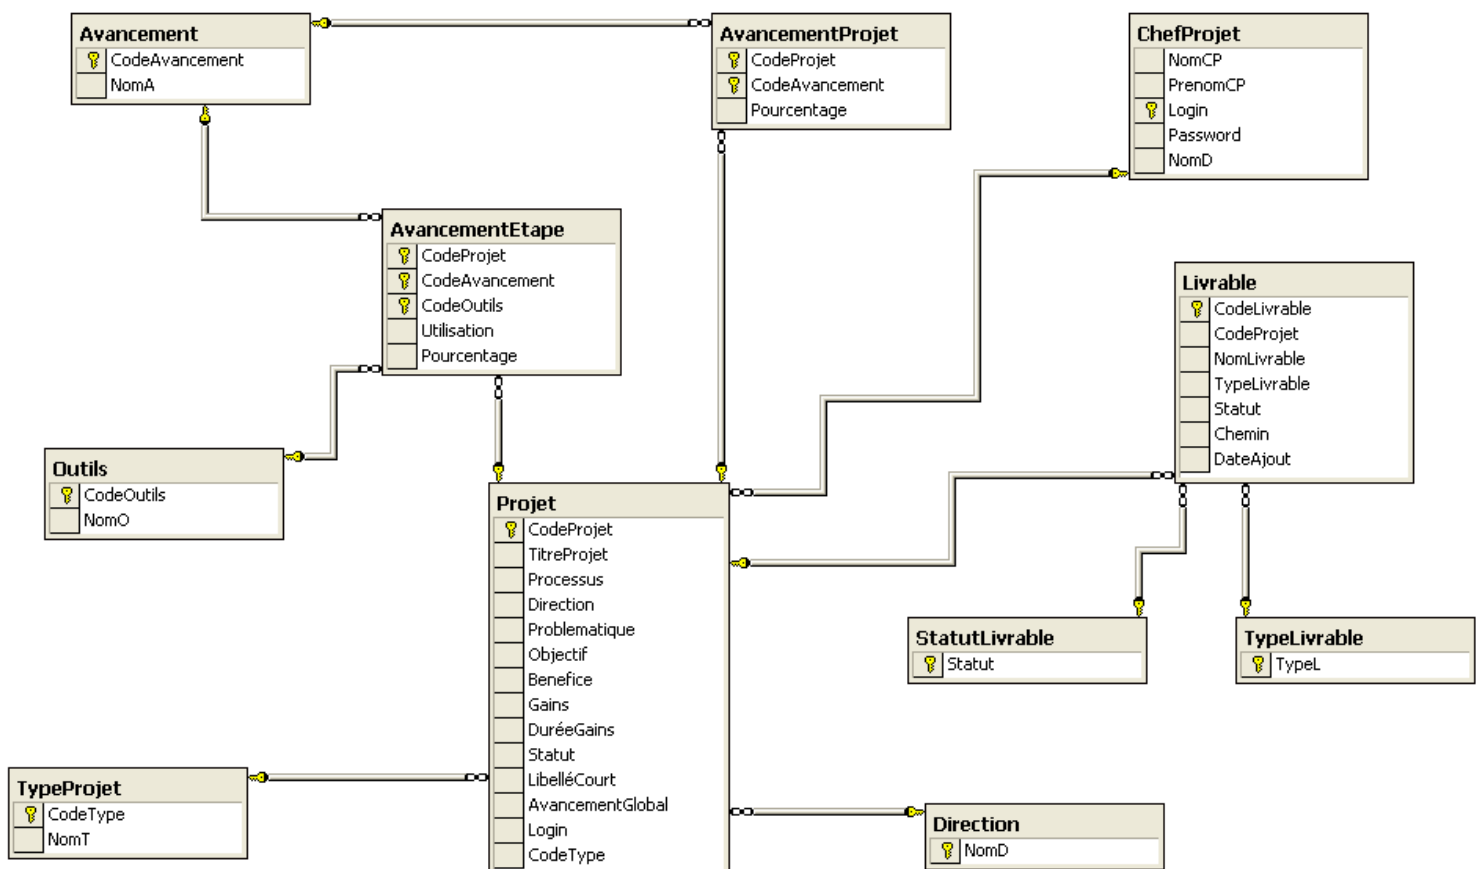 Avancement
CodeAvancement
NomA
AvancementProjet
CodeProjet
CodeAvancement
Pourcentage
ChefProjet
NomCP
PrenomCP
Login
Password
NomD
AvancementEtape
CodeProjet
CodeAvancement
CodeOutils
Utilisation
Pourcentage
Livrable
CodeLivrable
CodeProjet
NomLivrable
TypeLivrable
Statut
Chemin
DateAjout
Outils
CodeOutils
NomO
Projet
CodeProjet
TitreProjet
Processus
Direction
Problematique
Objectif
Benefice
Gains
DuréeGains
Statut
LibelléCourt
AvancementGlobal
Login
CodeType
StatutLivrable
Statut
TypeLivrable
TypeL
TypeProjet
CodeType
NomT
Direction
NomD